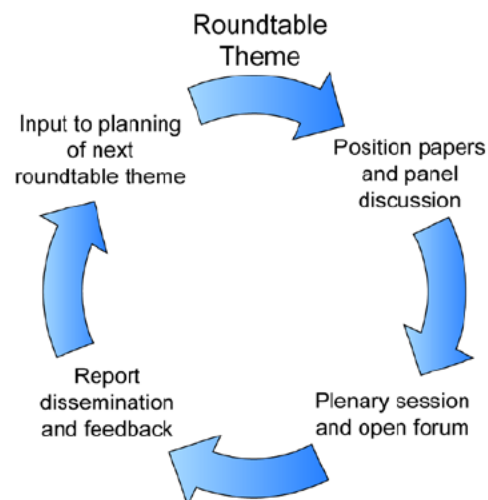 Roundtable
Theme
Position papers
and panel
discussion
Plenary session
and open forum
Report
dissemination
and feedback
Input to planning
of next
roundtable theme